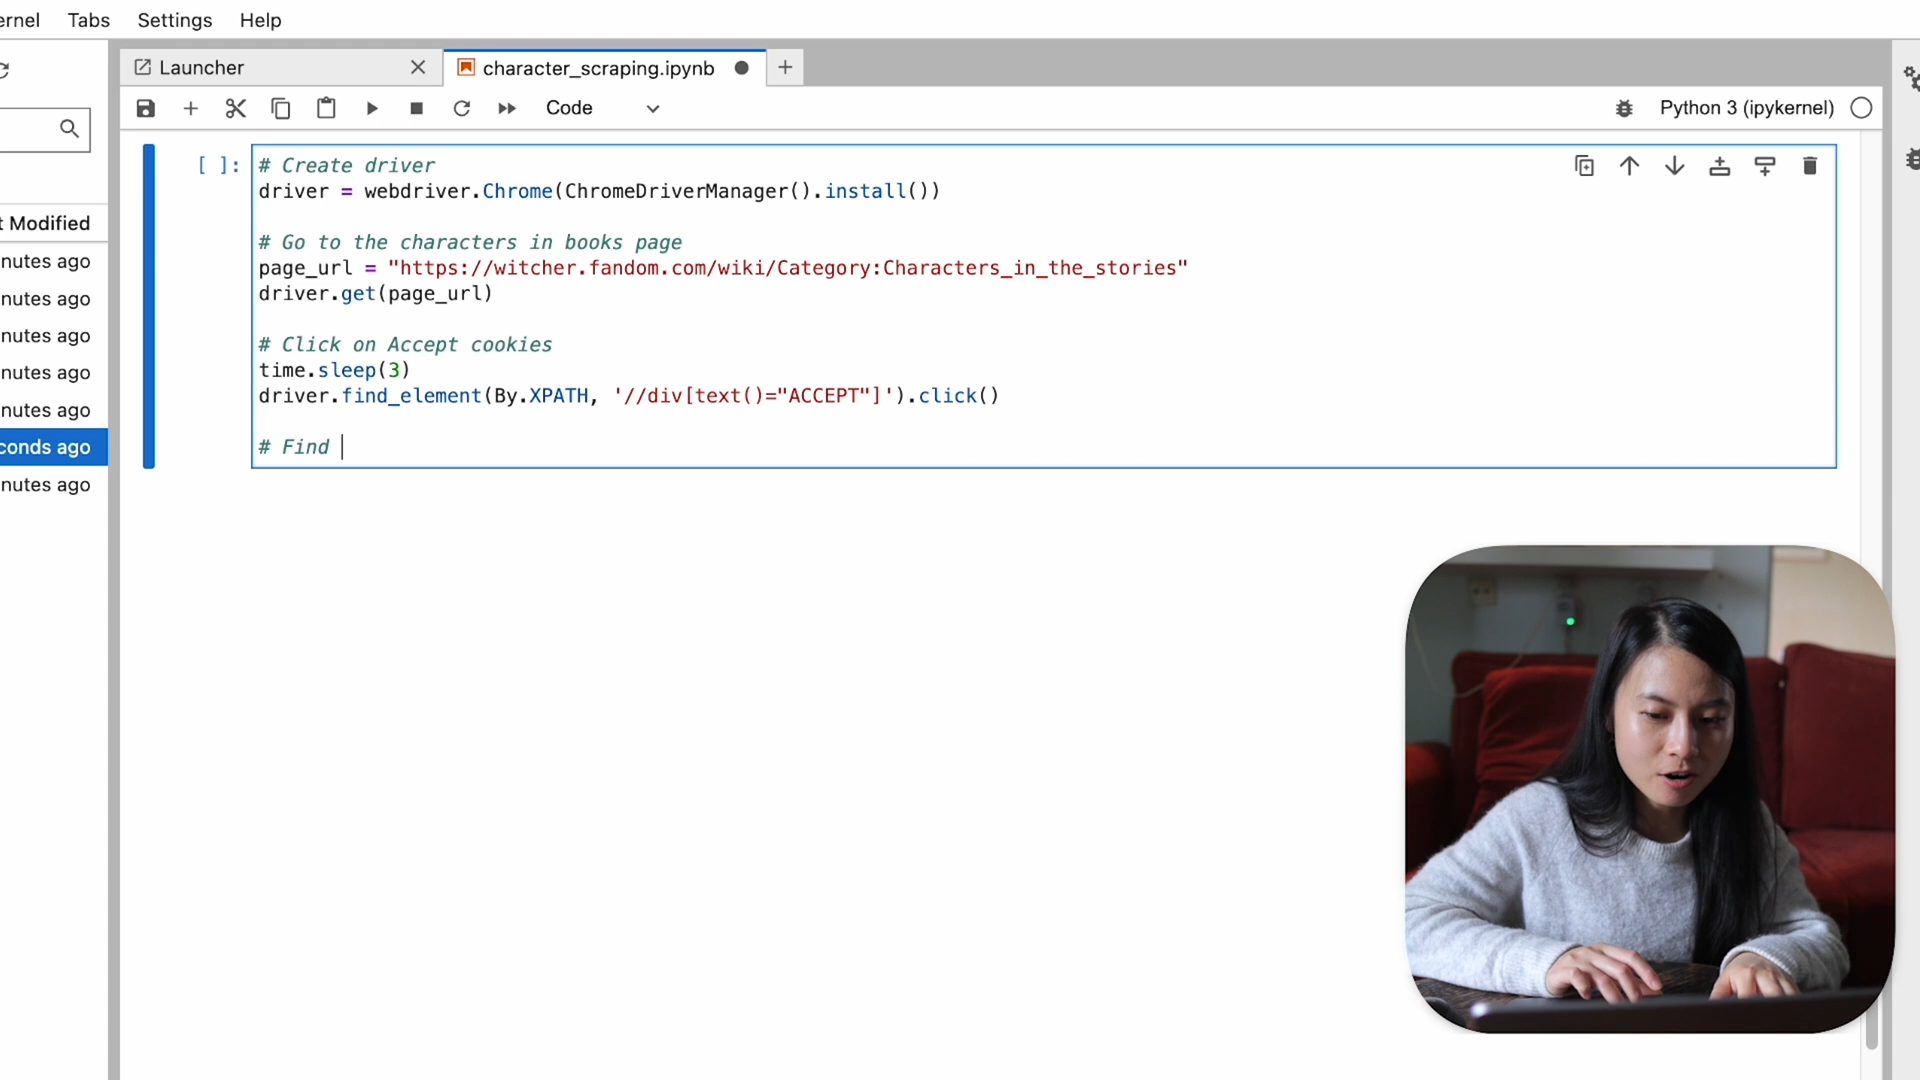 ernel Tabs Settings Help
Launcher
character_scraping.ipynb
Code
Python 3 (ipykernel)
t Modified
nutes ago
nutes ago
nutes ago
nutes ago
nutes ago
conds ago
nutes ago
[ ]:
# Create driver
driver = webdriver.Chrome(ChromeDriverManager().install())
# Go to the characters in books page
page_url = "https://witcher.fandom.com/wiki/Category:Characters_in_the_stories"
driver.get(page_url)
# Click on Accept cookies
time.sleep(3)
driver.find_element(By.XPATH, '//div[text()="ACCEPT"]').click()
# Find